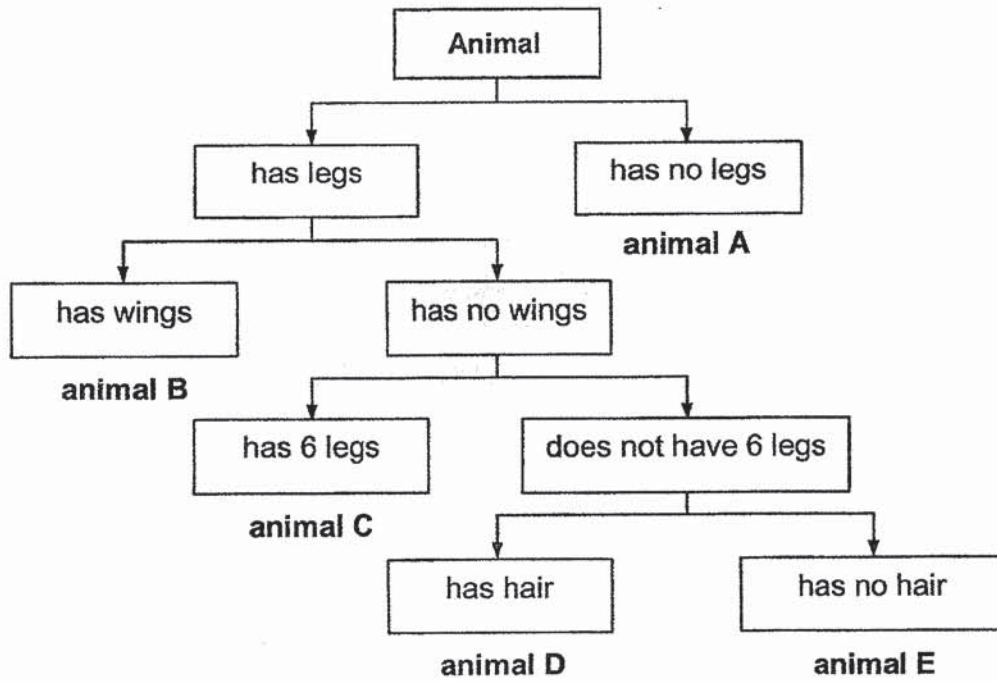 Animal
has legs
has no legs
animal A
has wings
has no wings
animal B
has 6 legs
does not have 6 legs
animal C
has hair
has no hair
animal D
animal E